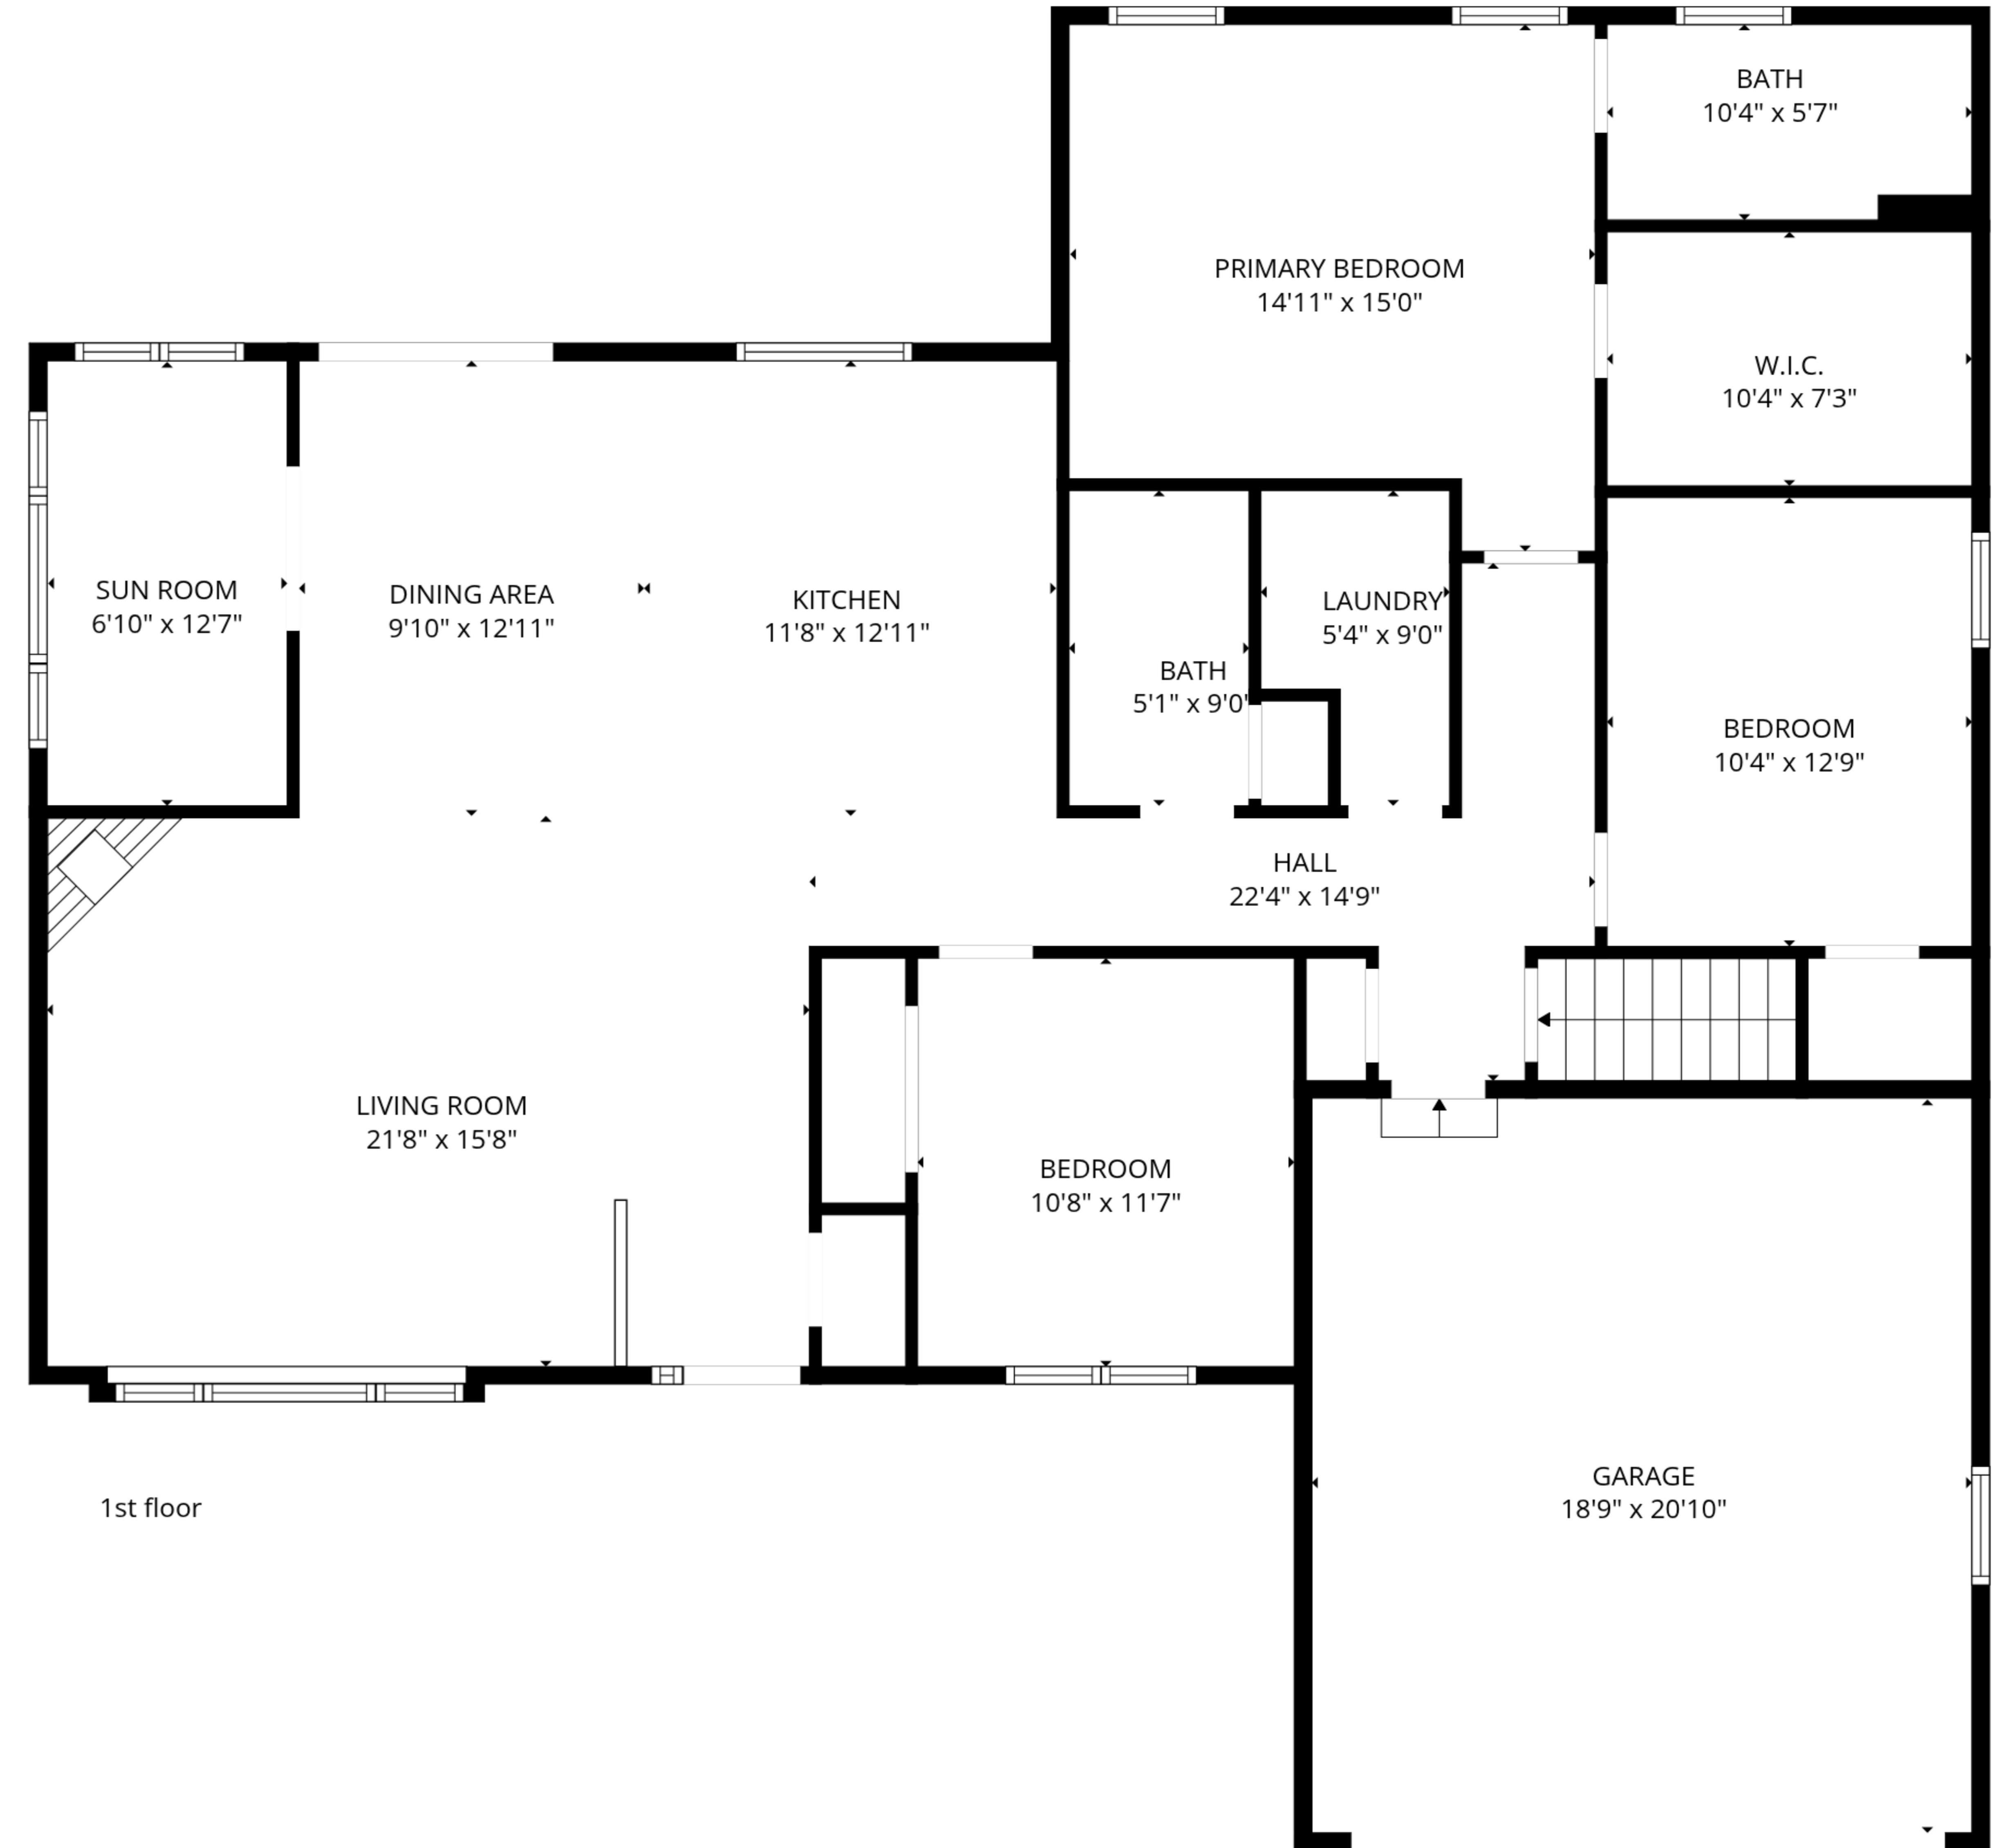 BATH
10'4" x 5'7"
PRIMARY BEDROOM
14'11" x 15'0"
W.I.C.
10'4" x 7'3"
SUN ROOM
6'10" x 12'7"
DINING AREA
9'10" x 12'11"
KITCHEN
11'8" x 12'11"
LAUNDRY
5'4" x 9'0"
BATH
5'1" x 9'0'
BEDROOM
10'4" x 12'9"
HALL
22'4" x 14'9"
LIVING ROOM
21'8" x 15'8"
BEDROOM
10'8" x 11'7"
GARAGE
18'9" x 20'10"
1st floor